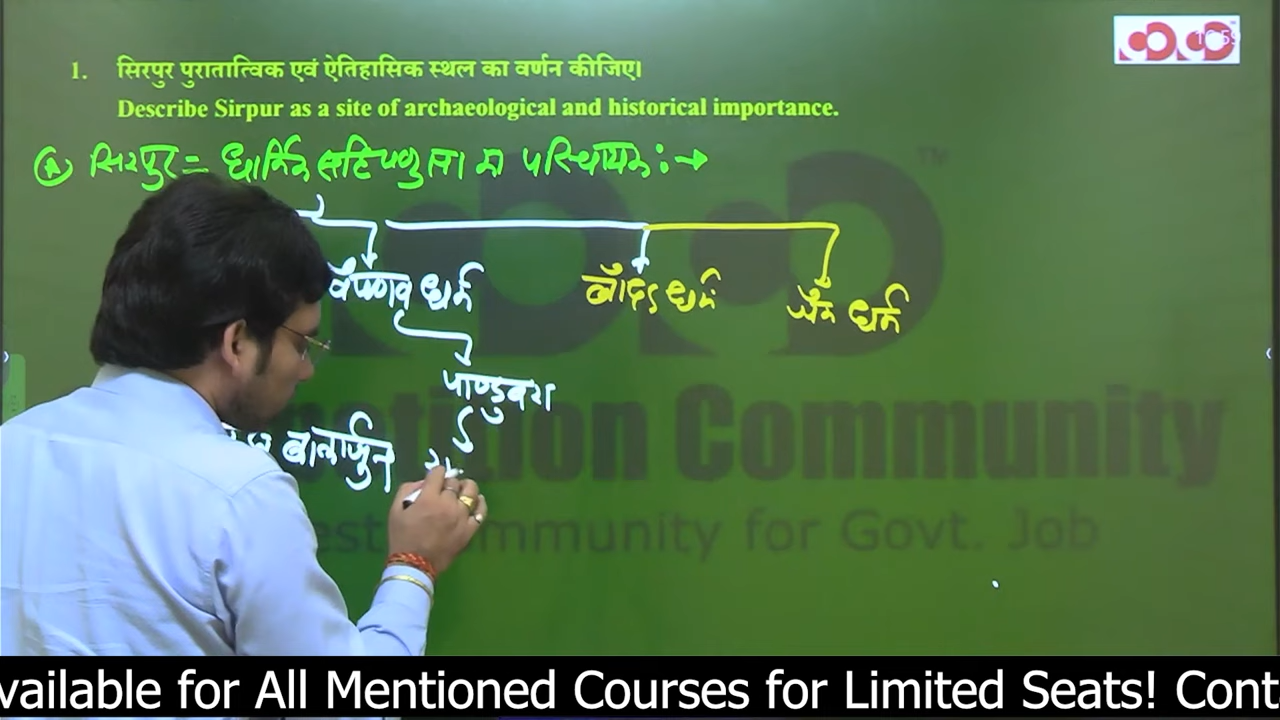 16:59
1. सिरपुर पुरातात्विक एवं ऐतिहासिक स्थल का वर्णन कीजिए।
Describe Sirpur as a site of archaeological and historical importance.
सिरपुर = धार्मिक सहिष्णुता का परिचायक :→
वैष्णव धर्म बौद्ध धर्म जैन धर्म
पाण्डुवंश
बालार्जुन
Community
Community for Govt. Job
vailable for All Mentioned Courses for Limited Seats! Cont